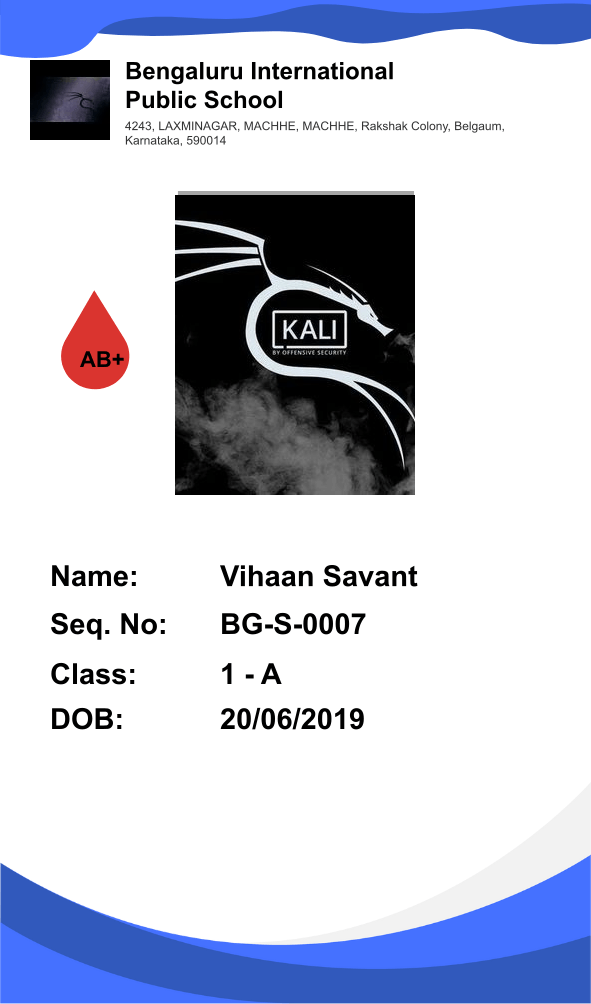 Bengaluru International
Public School
4243, LAXMINAGAR, MACHHE, MACHHE, Rakshak Colony, Belgaum,
Karnataka, 590014
KALI
BY OFFENSIVE SECURITY
AB+
Name: Vihaan Savant
Seq. No: BG-S-0007
Class: 1 - A
DOB: 20/06/2019